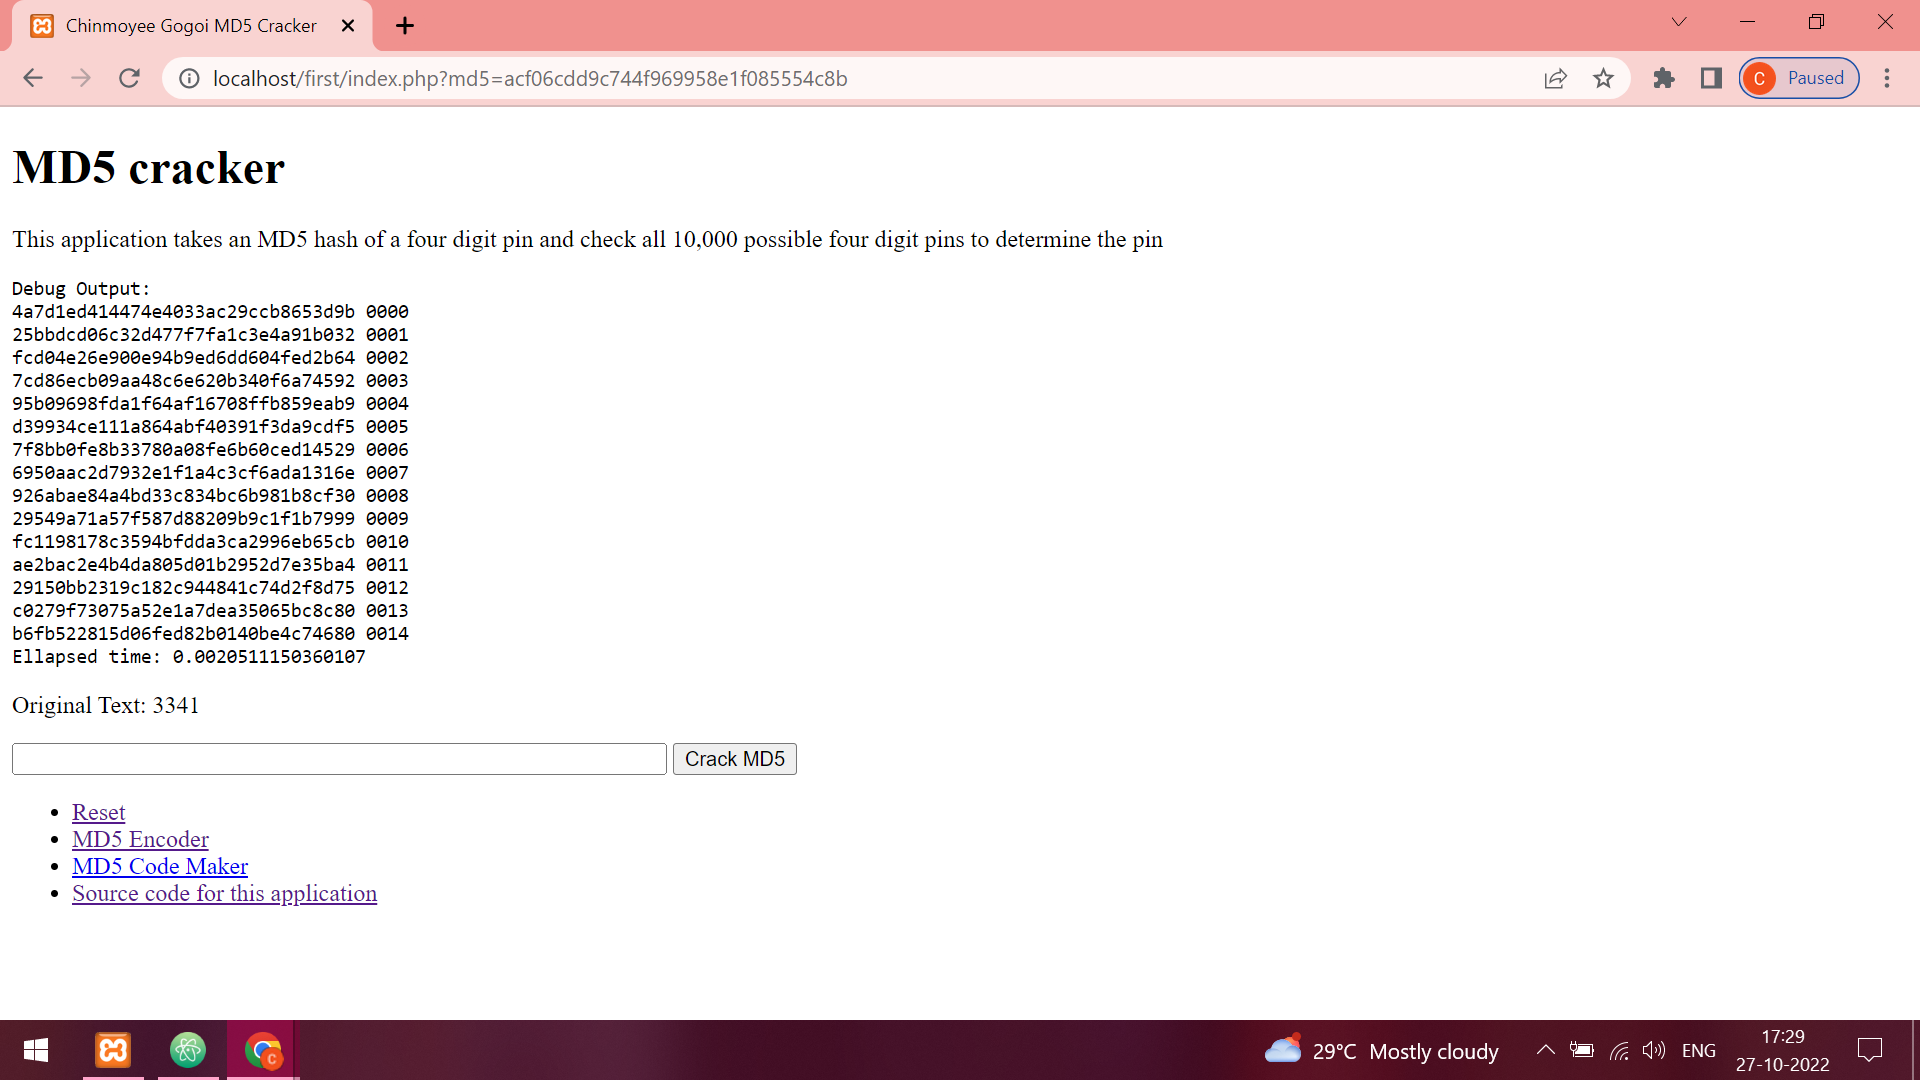 Chinmoyee Gogoi MD5 Cracker
localhost/first/index.php?md5=acf06cdd9c744f969958e1f085554c8b
C Paused
MD5 cracker
This application takes an MD5 hash of a four digit pin and check all 10,000 possible four digit pins to determine the pin
Debug Output:
4a7d1ed414474e4033ac29ccb8653d9b 0000
25bbdcd06c32d477f7fa1c3e4a91b032 0001
fcd04e26e900e94b9ed6dd604fed2b64 0002
7cd86ecb09aa48c6e620b340f6a74592 0003
95b09698fda1f64af16708ffb859eab9 0004
d39934ce111a864abf40391f3da9cdf5 0005
7f8bb0fe8b33780a08fe6b60ced14529 0006
6950aac2d7932e1f1a4c3cf6ada1316e 0007
926abae84a4bd33c834bc6b981b8cf30 0008
29549a71a57f587d88209b9c1f1b7999 0009
fc1198178c3594bfdda3ca2996eb65cb 0010
ae2bac2e4b4da805d01b2952d7e35ba4 0011
29150bb2319c182c944841c74d2f8d75 0012
c0279f73075a52e1a7dea35065bc8c80 0013
b6fb522815d06fed82b0140be4c74680 0014
Ellapsed time: 0.0020511150360107
Original Text: 3341
Crack MD5
Reset
MD5 Encoder
MD5 Code Maker
Source code for this application
29°C Mostly cloudy
ENG
17:29
27-10-2022